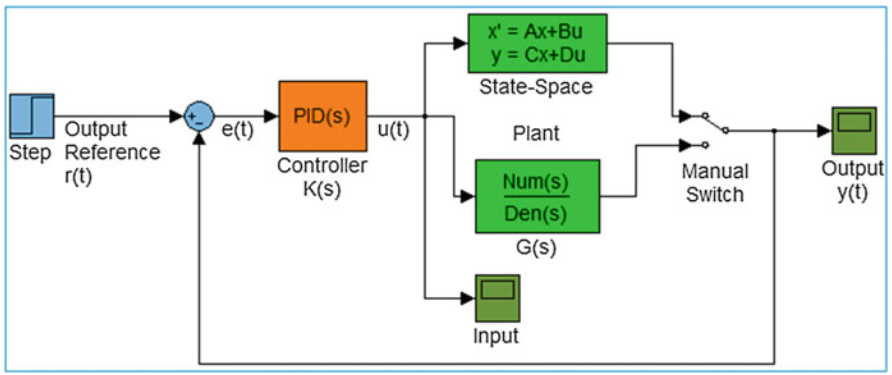 x' = Ax+Bu
y = Cx+Du
State-Space
Step
Output
Reference
r(t)
+
−
e(t)
PID(s)
Controller
K(s)
u(t)
Plant
Num(s)
Den(s)
G(s)
Manual
Switch
Output
y(t)
Input